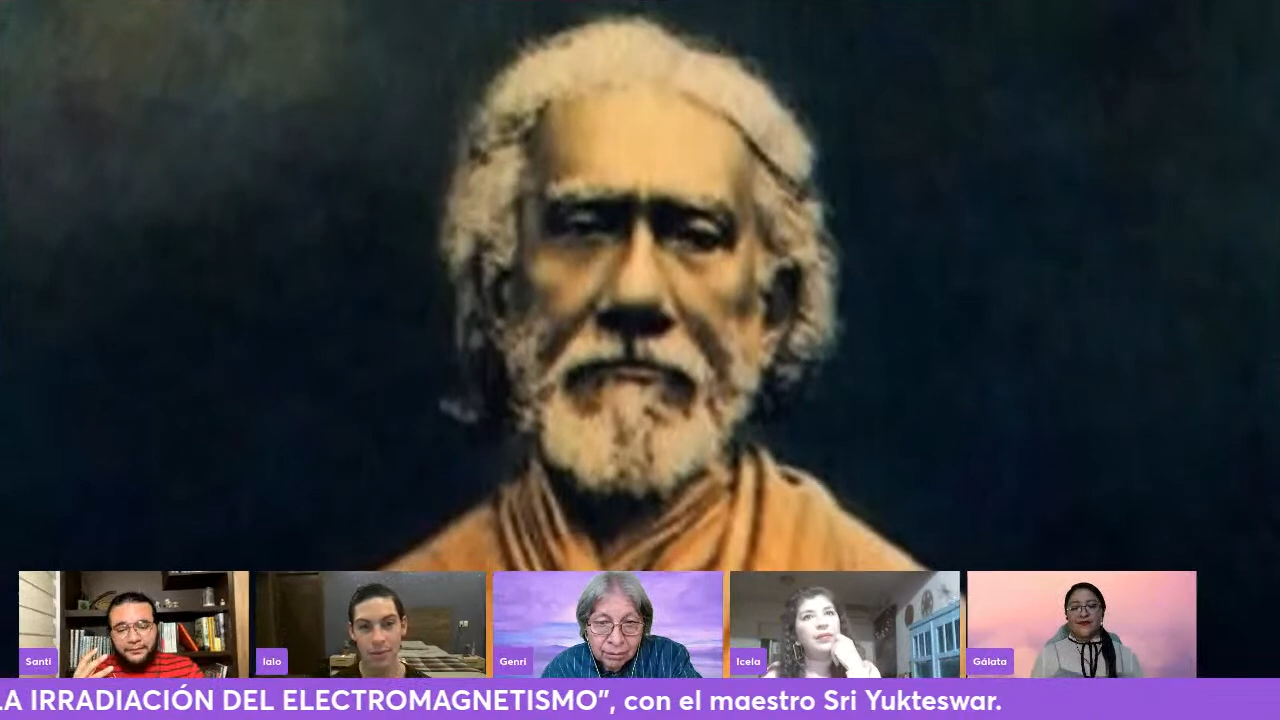 Santi
lalo
Genri
Icela
Gálata
LA IRRADIACIÓN DEL ELECTROMAGNETISMO”, con el maestro Sri Yukteswar.